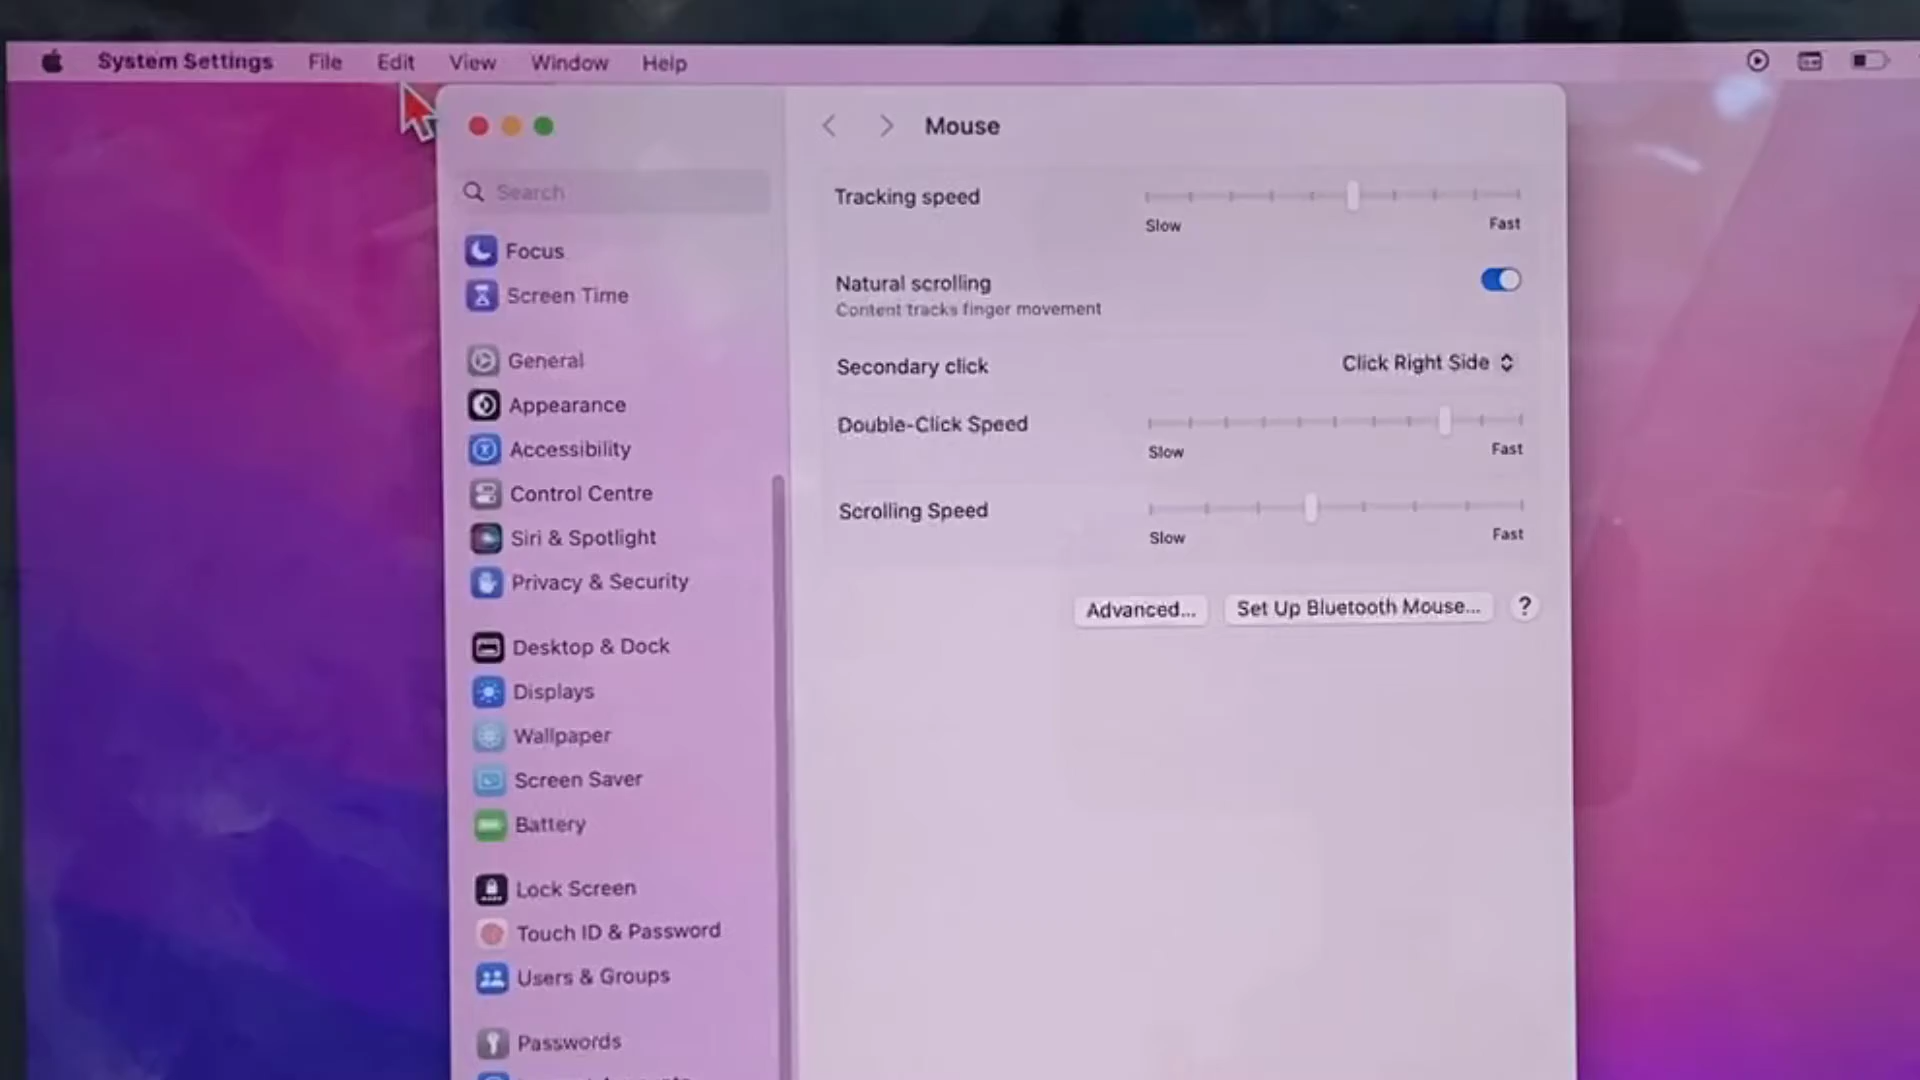 System Settings File Edit View Window Help
Mouse
Search
Focus
Screen Time
General
Appearance
Accessibility
Control Centre
Siri & Spotlight
Privacy & Security
Desktop & Dock
Displays
Wallpaper
Screen Saver
Battery
Lock Screen
Touch ID & Password
Users & Groups
Passwords
Tracking speed
Slow Fast
Natural scrolling
Content tracks finger movement
Secondary click Click Right Side
Double-Click Speed
Slow Fast
Scrolling Speed
Slow Fast
Advanced... Set Up Bluetooth Mouse... ?